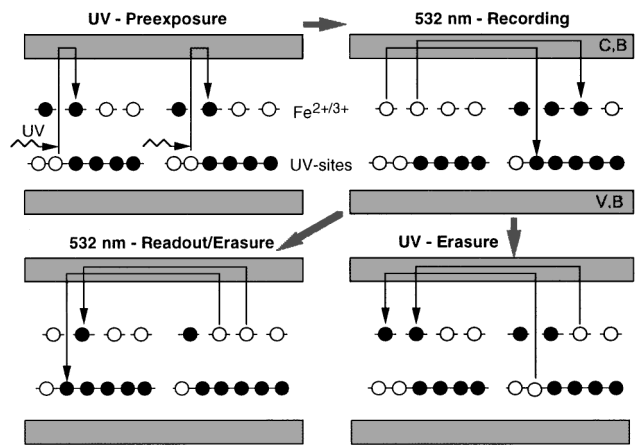 UV - Preexposure
532 nm - Recording
C,B
Fe2+/3+
UV
UV-sites
V,B
532 nm - Readout/Erasure
UV - Erasure